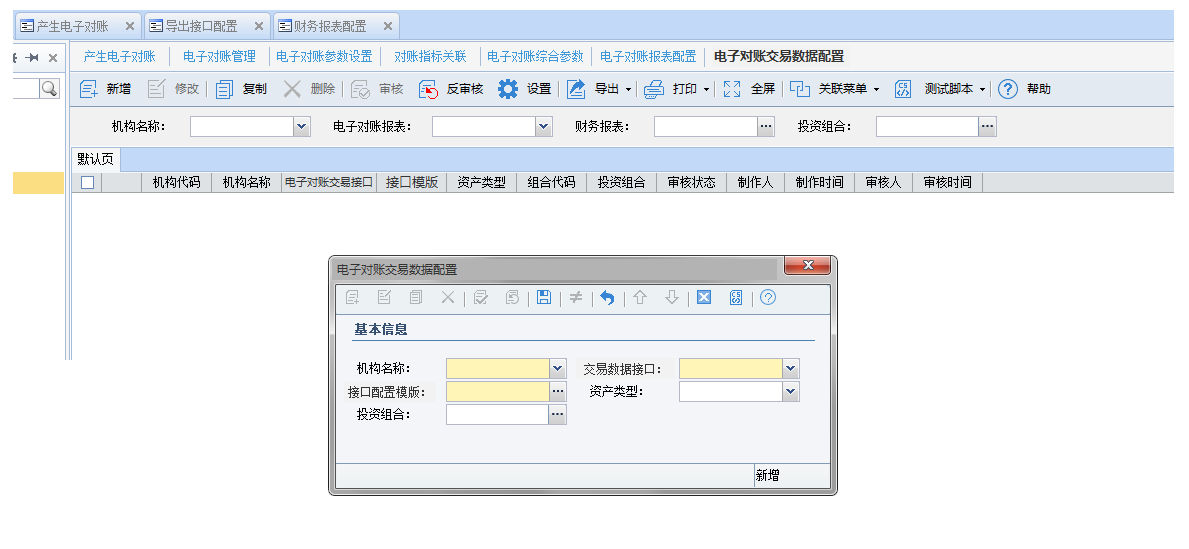 产生电子对账 导出接口配置 财务报表配置
产生电子对账 电子对账管理 电子对账参数设置 对账指标关联 电子对账综合参数 电子对账报表配置 电子对账交易数据配置
新增 修改 复制 删除 审核 反审核 设置 导出 打印 全屏 关联菜单 测试脚本 帮助
机构名称： 电子对账报表： 财务报表： 投资组合：
默认页
机构代码 机构名称 电子对账交易接口 接口模版 资产类型 组合代码 投资组合 审核状态 制作人 制作时间 审核人 审核时间
电子对账交易数据配置
基本信息
机构名称： 交易数据接口：
接口配置模版： 资产类型：
投资组合：
新增